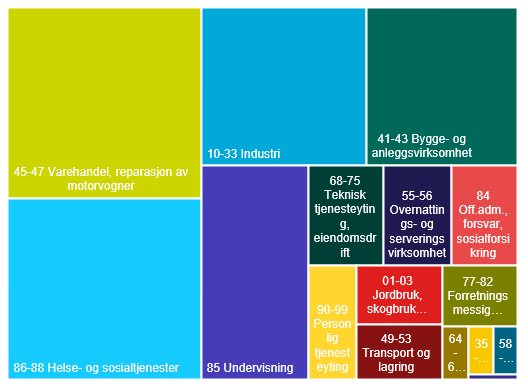 45-47 Varehandel, reparasjon av
motorvogner
10-33 Industri
41-43 Bygge- og
anleggsvirksomhet
86-88 Helse- og sosialtjenester
85 Undervisning
68-75
Teknisk
tjenesteytin
g,
eiendomsdr
ift
55-56
Overnattin
gs- og
serverings
virksomhet
84
Off.adm.,
forsvar,
sosialforsi
kring
90-99
Person
lig
tjenest
eyting
01-03
Jordbruk,
skogbruk...
77-82
Forretnings
messig...
49-53
Transport og
lagring
64
-
6...
35
-...
58
-...